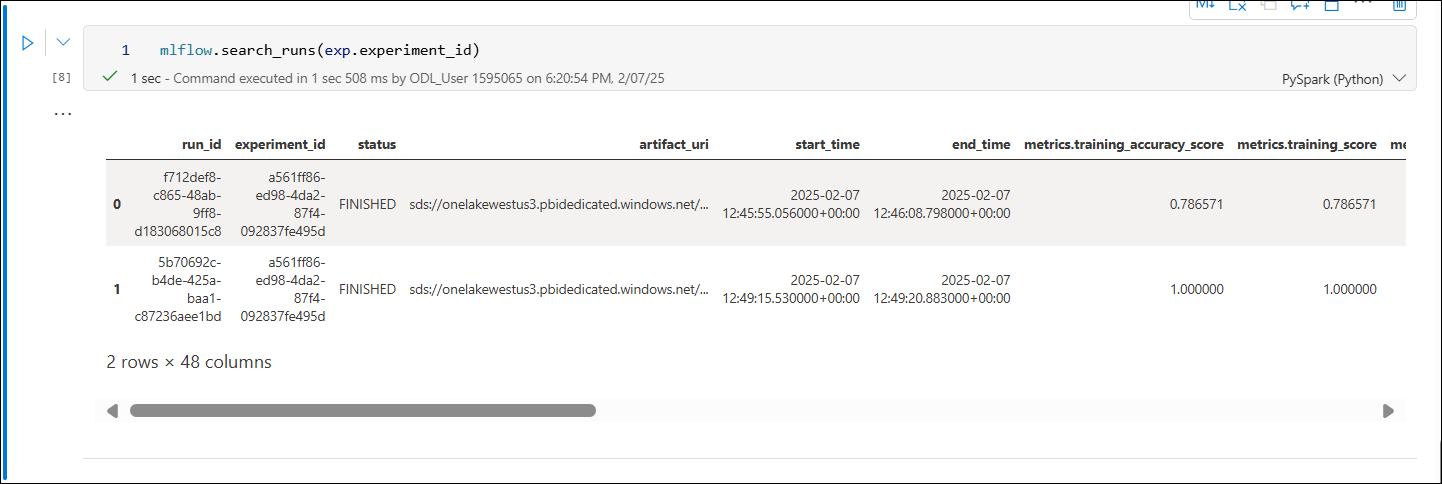 M↓
1 mlflow.search_runs(exp.experiment_id)
[8] 1 sec - Command executed in 1 sec 508 ms by ODL_User 1595065 on 6:20:54 PM, 2/07/25 PySpark (Python)
...
run_id experiment_id status artifact_uri start_time end_time metrics.training_accuracy_score metrics.training_score me
f712def8- a561ff86-
c865-48ab- ed98-4da2- 2025-02-07 2025-02-07
0 9ff8- 87f4- FINISHED sds://onelakewestus3.pbidedicated.windows.net/... 12:45:55.056000+00:00 12:46:08.798000+00:00 0.786571 0.786571
d183068015c8 092837fe495d
5b70692c- a561ff86-
b4de-425a- ed98-4da2- 2025-02-07 2025-02-07
1 baa1- 87f4- FINISHED sds://onelakewestus3.pbidedicated.windows.net/... 12:49:15.530000+00:00 12:49:20.883000+00:00 1.000000 1.000000
c87236aee1bd 092837fe495d
2 rows × 48 columns